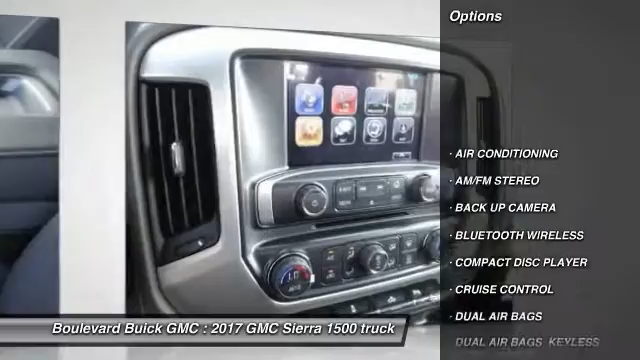 Options
· AIR CONDITIONING
· AM/FM STEREO
· BACK UP CAMERA
· BLUETOOTH WIRELESS
· COMPACT DISC PLAYER
· CRUISE CONTROL
· DUAL AIR BAGS
DUAL AIR BAGS KEYLESS
Boulevard Buick GMC : 2017 GMC Sierra 1500 truck